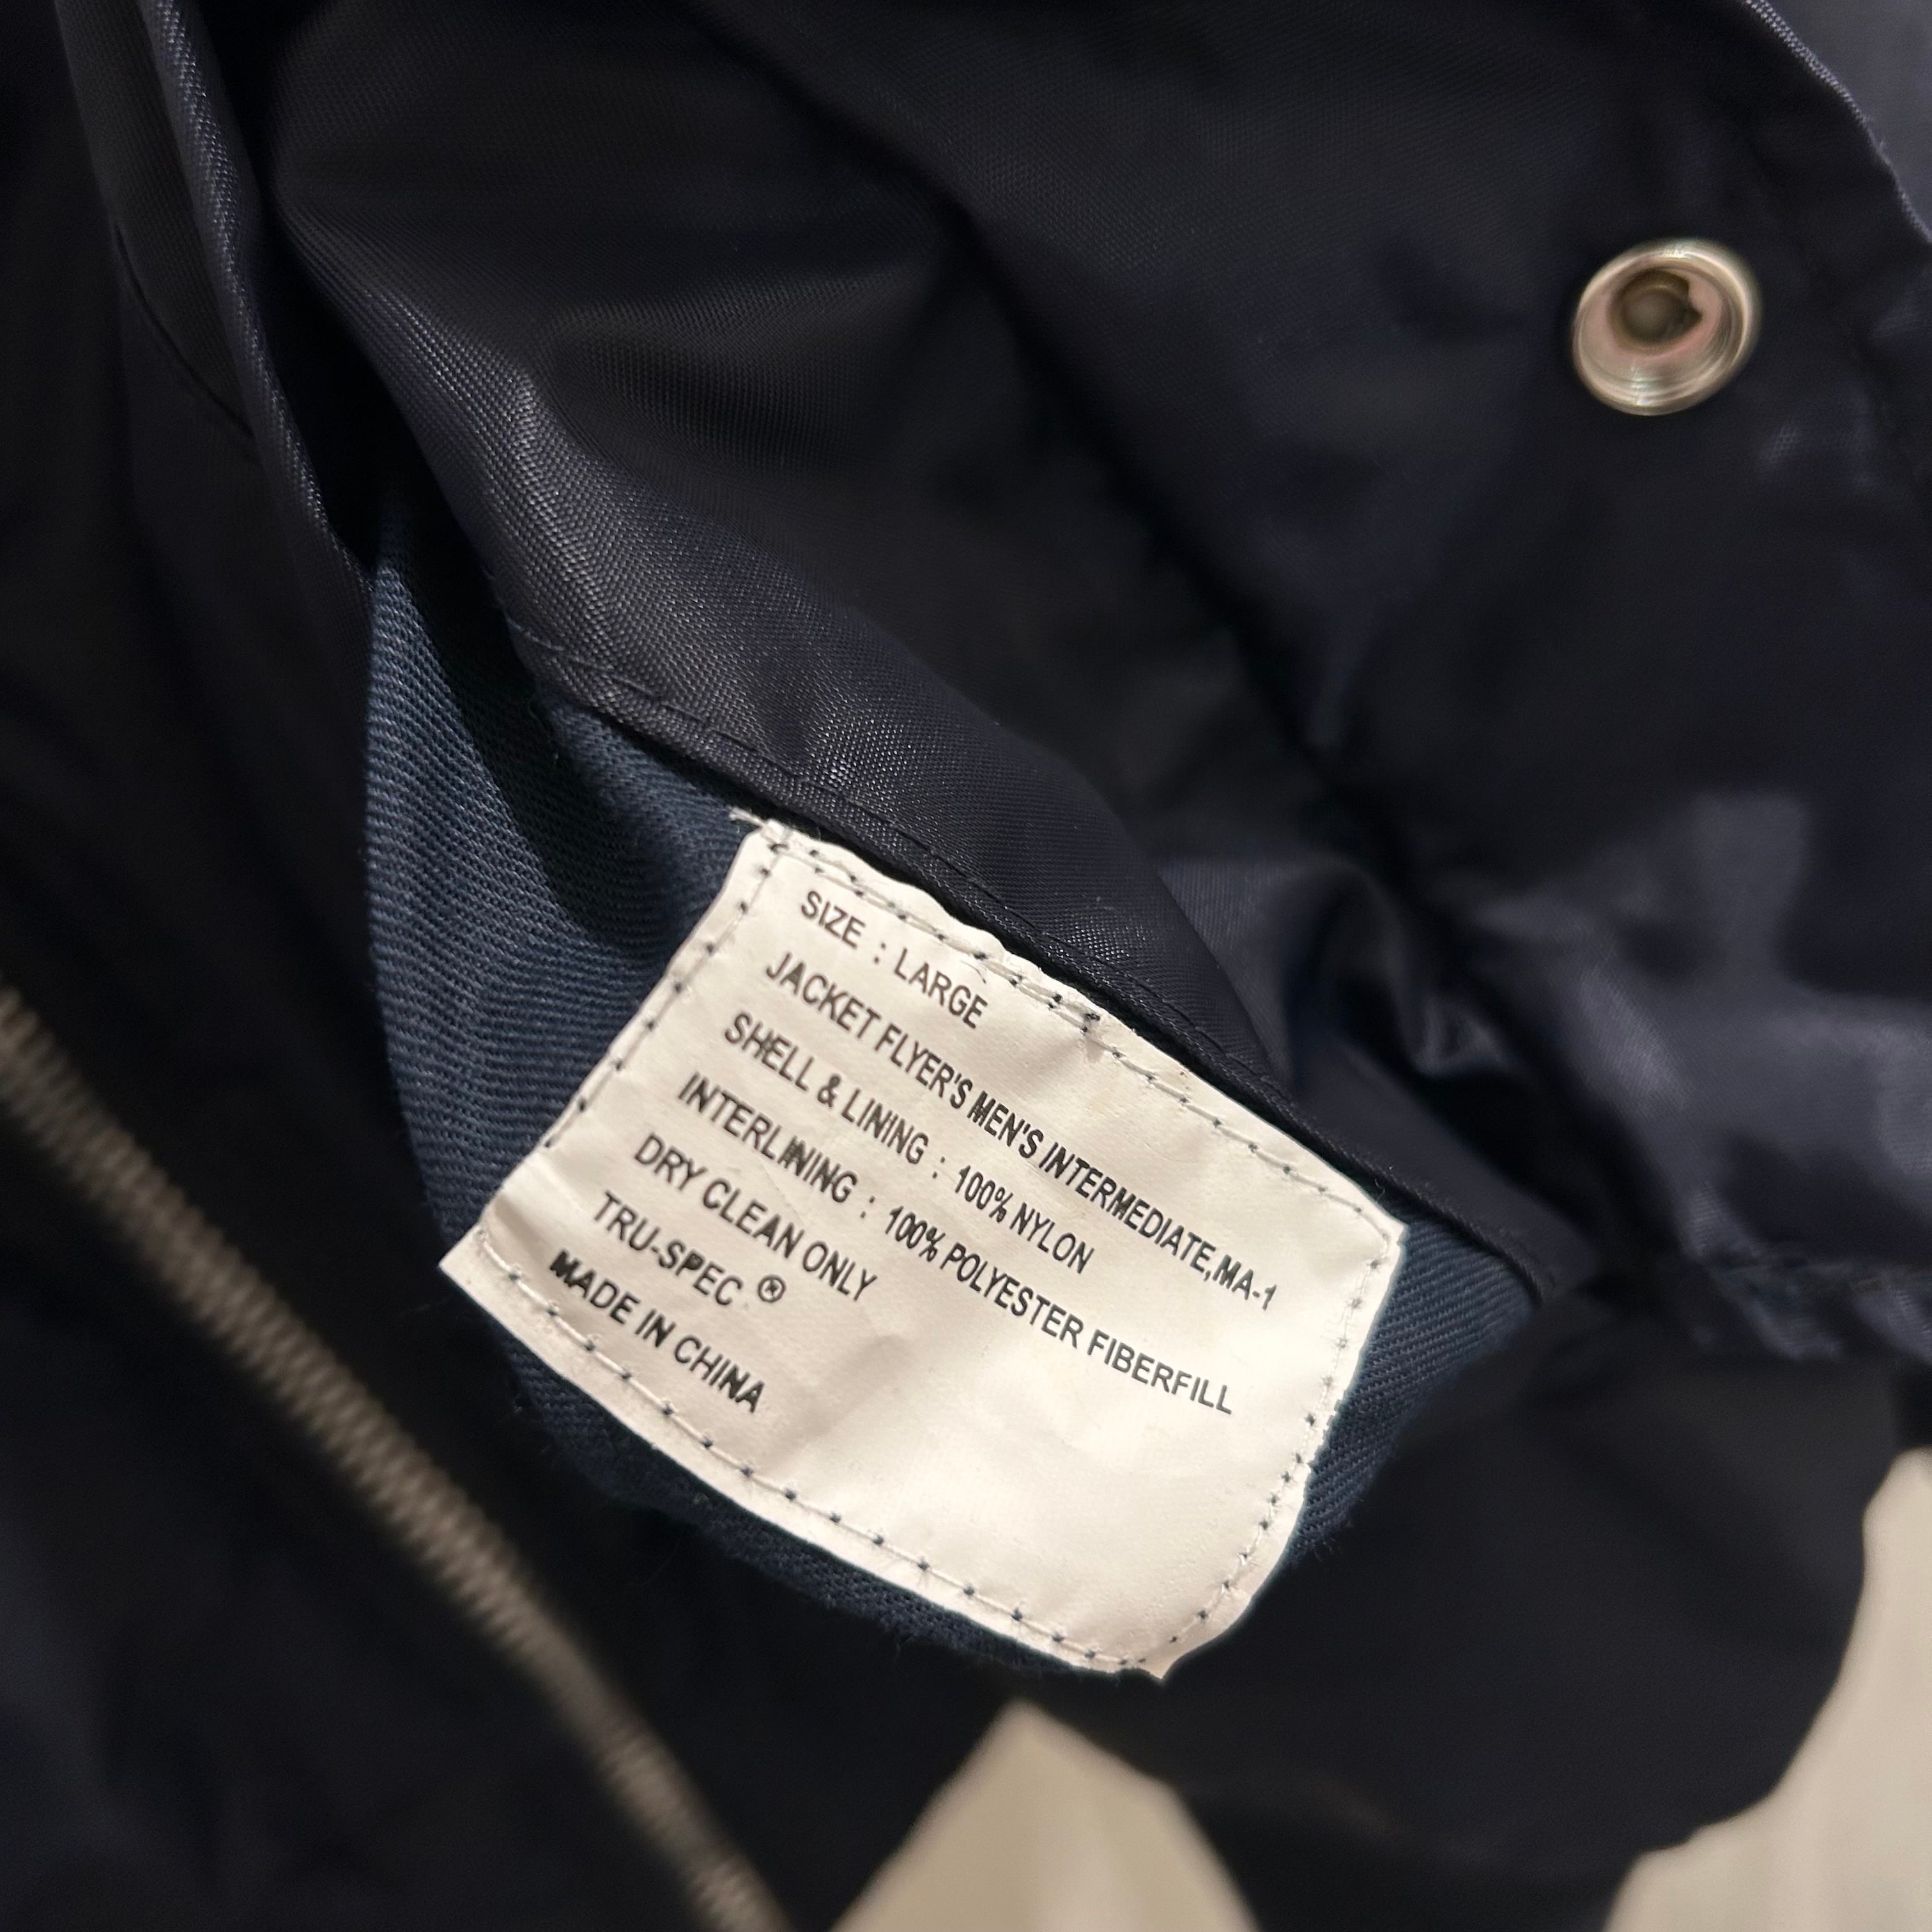 SIZE : LARGE
JACKET FLYER'S MEN'S INTERMEDIATE,MA-1
SHELL & LINING : 100% NYLON
INTERLINING : 100% POLYESTER FIBERFILL
DRY CLEAN ONLY
TRU-SPEC ®
MADE IN CHINA